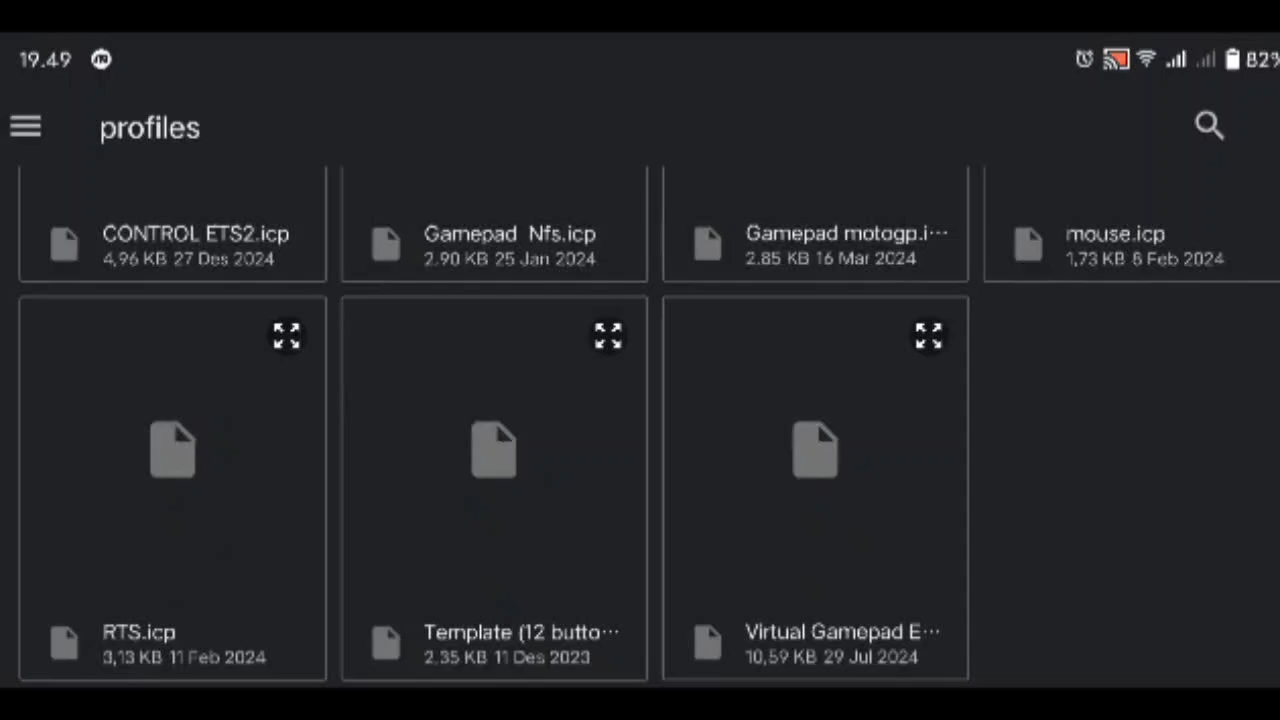 19.49
82%
profiles
CONTROL ETS2.icp
4,96 KB 27 Des 2024
Gamepad Nfs.icp
2.90 KB 25 Jan 2024
Gamepad motogp.i···
2.85 KB 16 Mar 2024
mouse.icp
1,73 KB 8 Feb 2024
RTS.icp
3,13 KB 11 Feb 2024
Template (12 butto···
2.35 KB 11 Des 2023
Virtual Gamepad E···
10,59 KB 29 Jul 2024